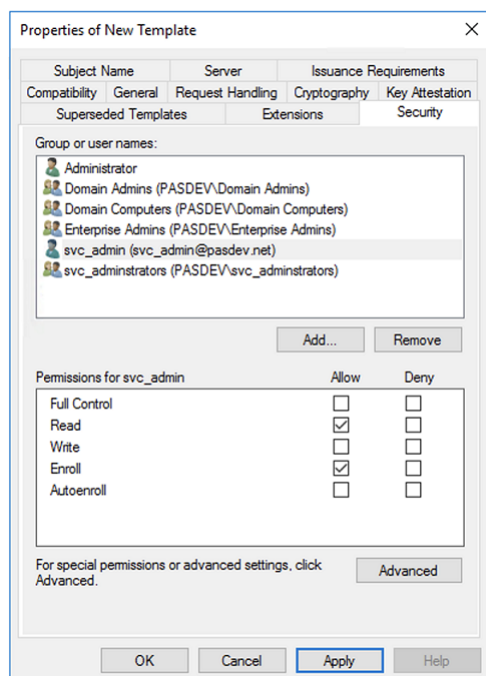 Properties of New Template
Subject Name Server Issuance Requirements
Compatibility General Request Handling Cryptography Key Attestation
Superseded Templates Extensions Security
Group or user names:
Administrator
Domain Admins (PASDEV\Domain Admins)
Domain Computers (PASDEV\Domain Computers)
Enterprise Admins (PASDEV\Enterprise Admins)
svc_admin (svc_admin@pasdev.net)
svc_adminstrators (PASDEV\svc_adminstrators)
Add... Remove
Permissions for svc_admin Allow Deny
Full Control
Read
Write
Enroll
Autoenroll
For special permissions or advanced settings, click
Advanced. Advanced
OK Cancel Apply Help